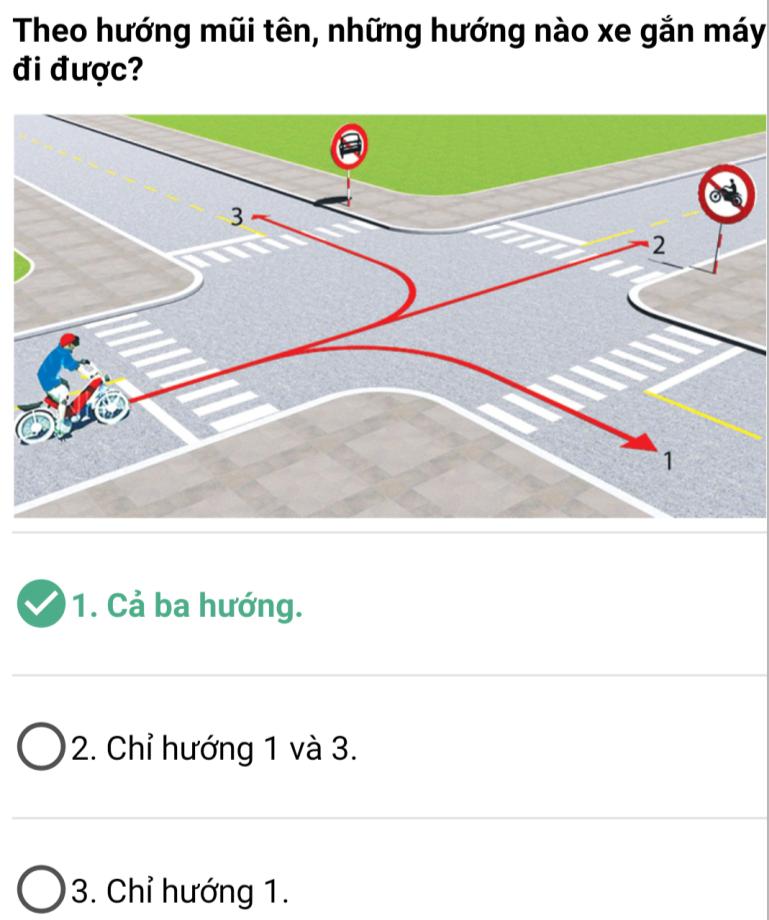 Theo hướng mũi tên, những hướng nào xe gắn máy
đi được?
3
2
1
1. Cả ba hướng.
2. Chỉ hướng 1 và 3.
3. Chỉ hướng 1.